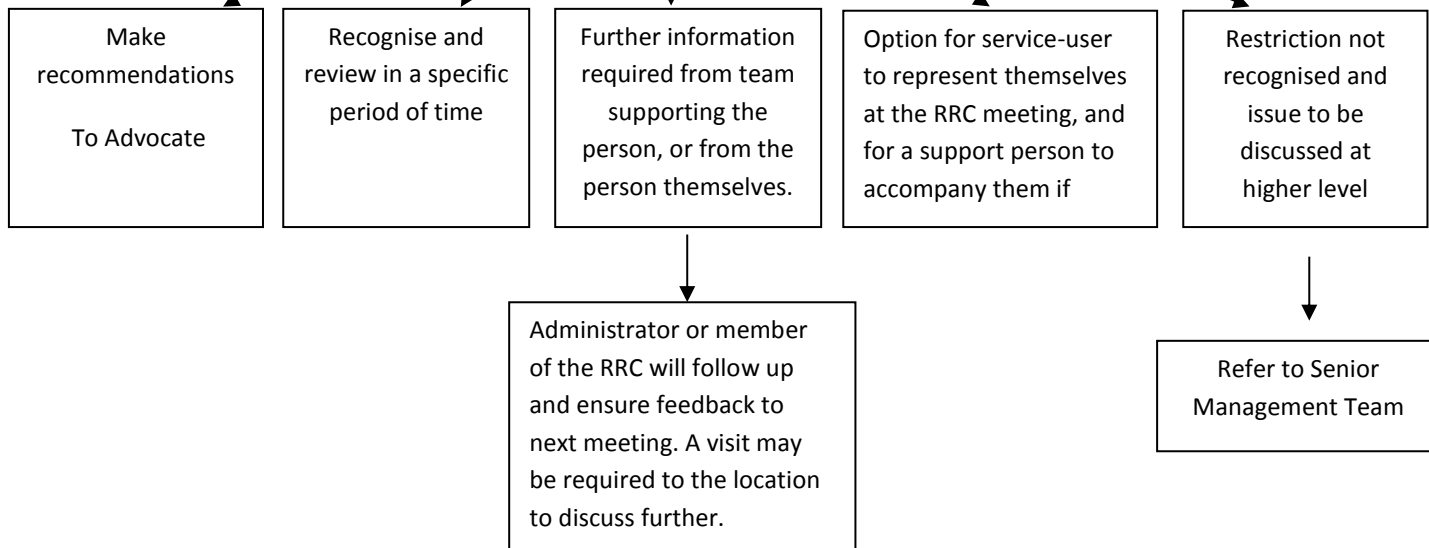 Make
recommendations
To Advocate
Recognise and
review in a specific
period of time
Further information
required from team
supporting the
person, or from the
person themselves.
Option for service-user
to represent themselves
at the RRC meeting, and
for a support person to
accompany them if
Restriction not
recognised and
issue to be
discussed at
higher level
Administrator or member
of the RRC will follow up
and ensure feedback to
next meeting. A visit may
be required to the location
to discuss further.
Refer to Senior
Management Team